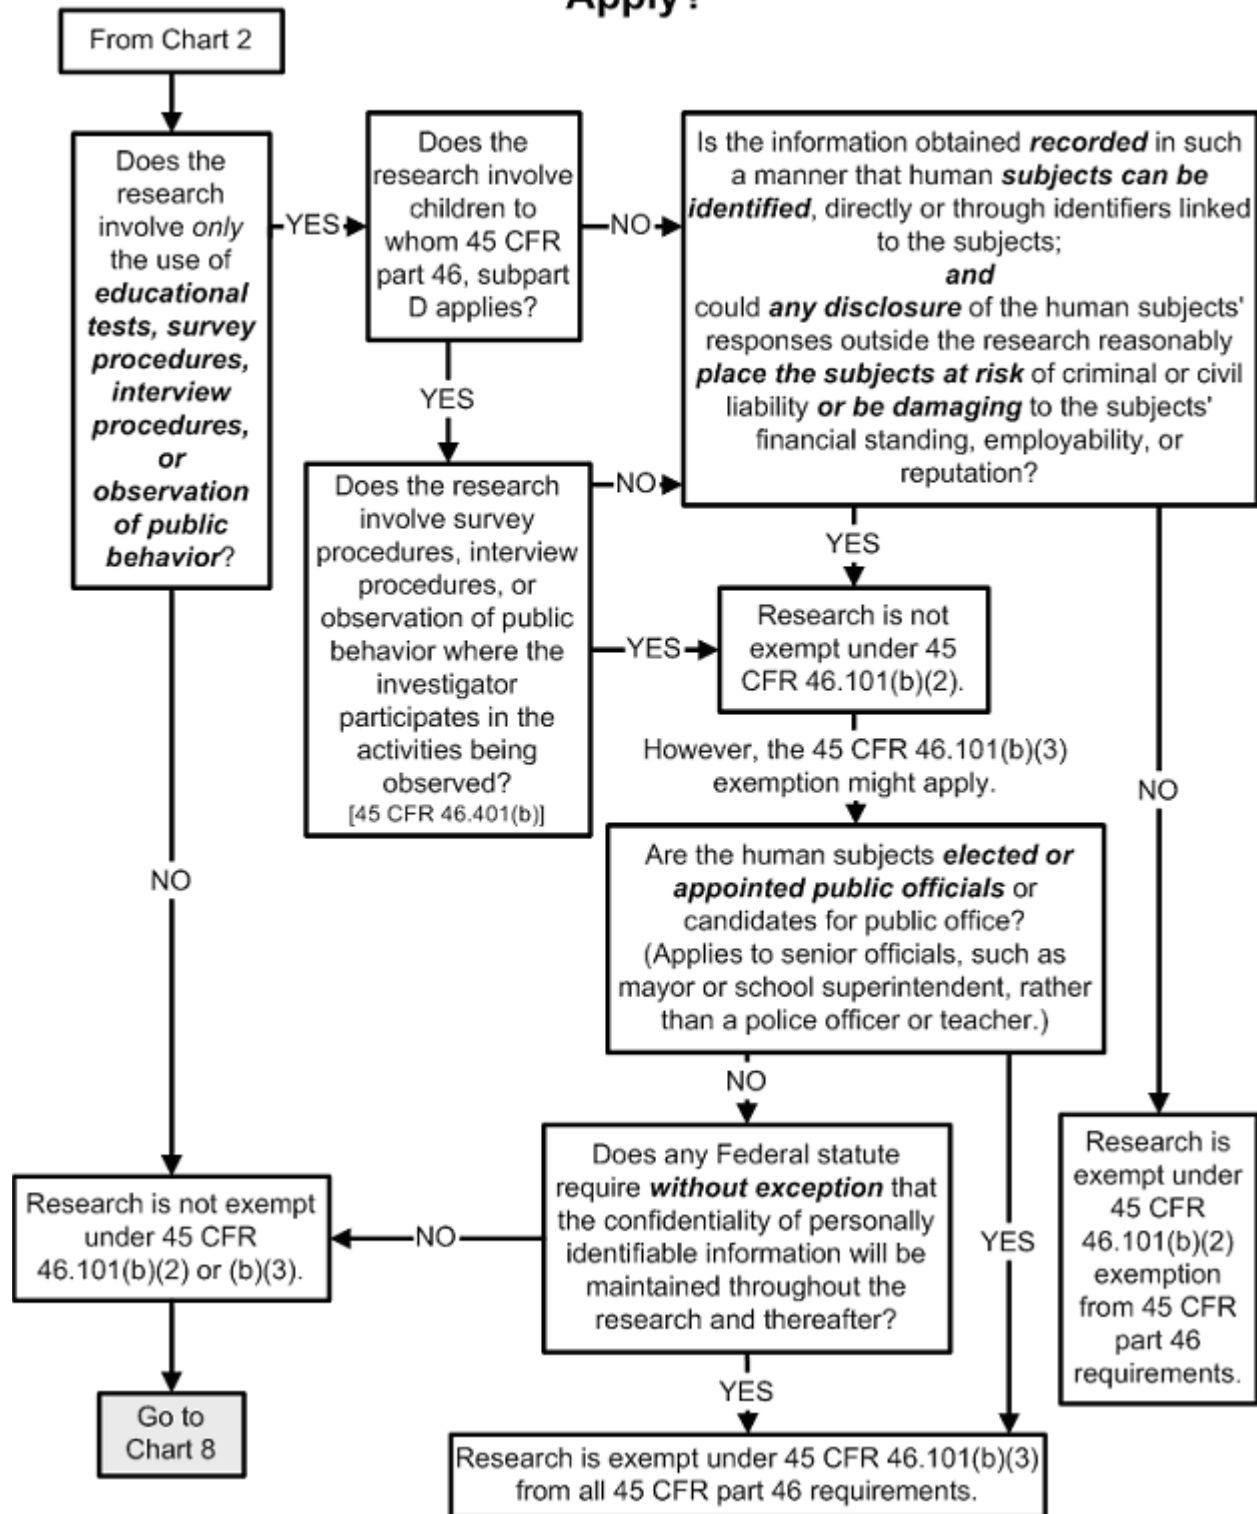 Apply?
From Chart 2
Does the
research
involve only
the use of
educational
tests, survey
procedures,
interview
procedures,
or
observation
of public
behavior?
YES
Does the
research involve
children to
whom 45 CFR
part 46, subpart
D applies?
NO
Is the information obtained recorded in such
a manner that human subjects can be
identified, directly or through identifiers linked
to the subjects;
and
could any disclosure of the human subjects'
responses outside the research reasonably
place the subjects at risk of criminal or civil
liability or be damaging to the subjects'
financial standing, employability, or
reputation?
YES
Does the research
involve survey
procedures, interview
procedures, or
observation of public
behavior where the
investigator
participates in the
activities being
observed?
[45 CFR 46.401(b)]
NO
YES
YES
Research is not
exempt under 45
CFR 46.101(b)(2).
However, the 45 CFR 46.101(b)(3)
exemption might apply.
NO
Are the human subjects elected or
appointed public officials or
candidates for public office?
(Applies to senior officials, such as
mayor or school superintendent, rather
than a police officer or teacher.)
NO
NO
Does any Federal statute
require without exception that
the confidentiality of personally
identifiable information will be
maintained throughout the
research and thereafter?
YES
Research is
exempt under
45 CFR
46.101(b)(2)
exemption
from 45 CFR
part 46
requirements.
NO
Research is not exempt
under 45 CFR
46.101(b)(2) or (b)(3).
YES
Go to
Chart 8
Research is exempt under 45 CFR 46.101(b)(3)
from all 45 CFR part 46 requirements.